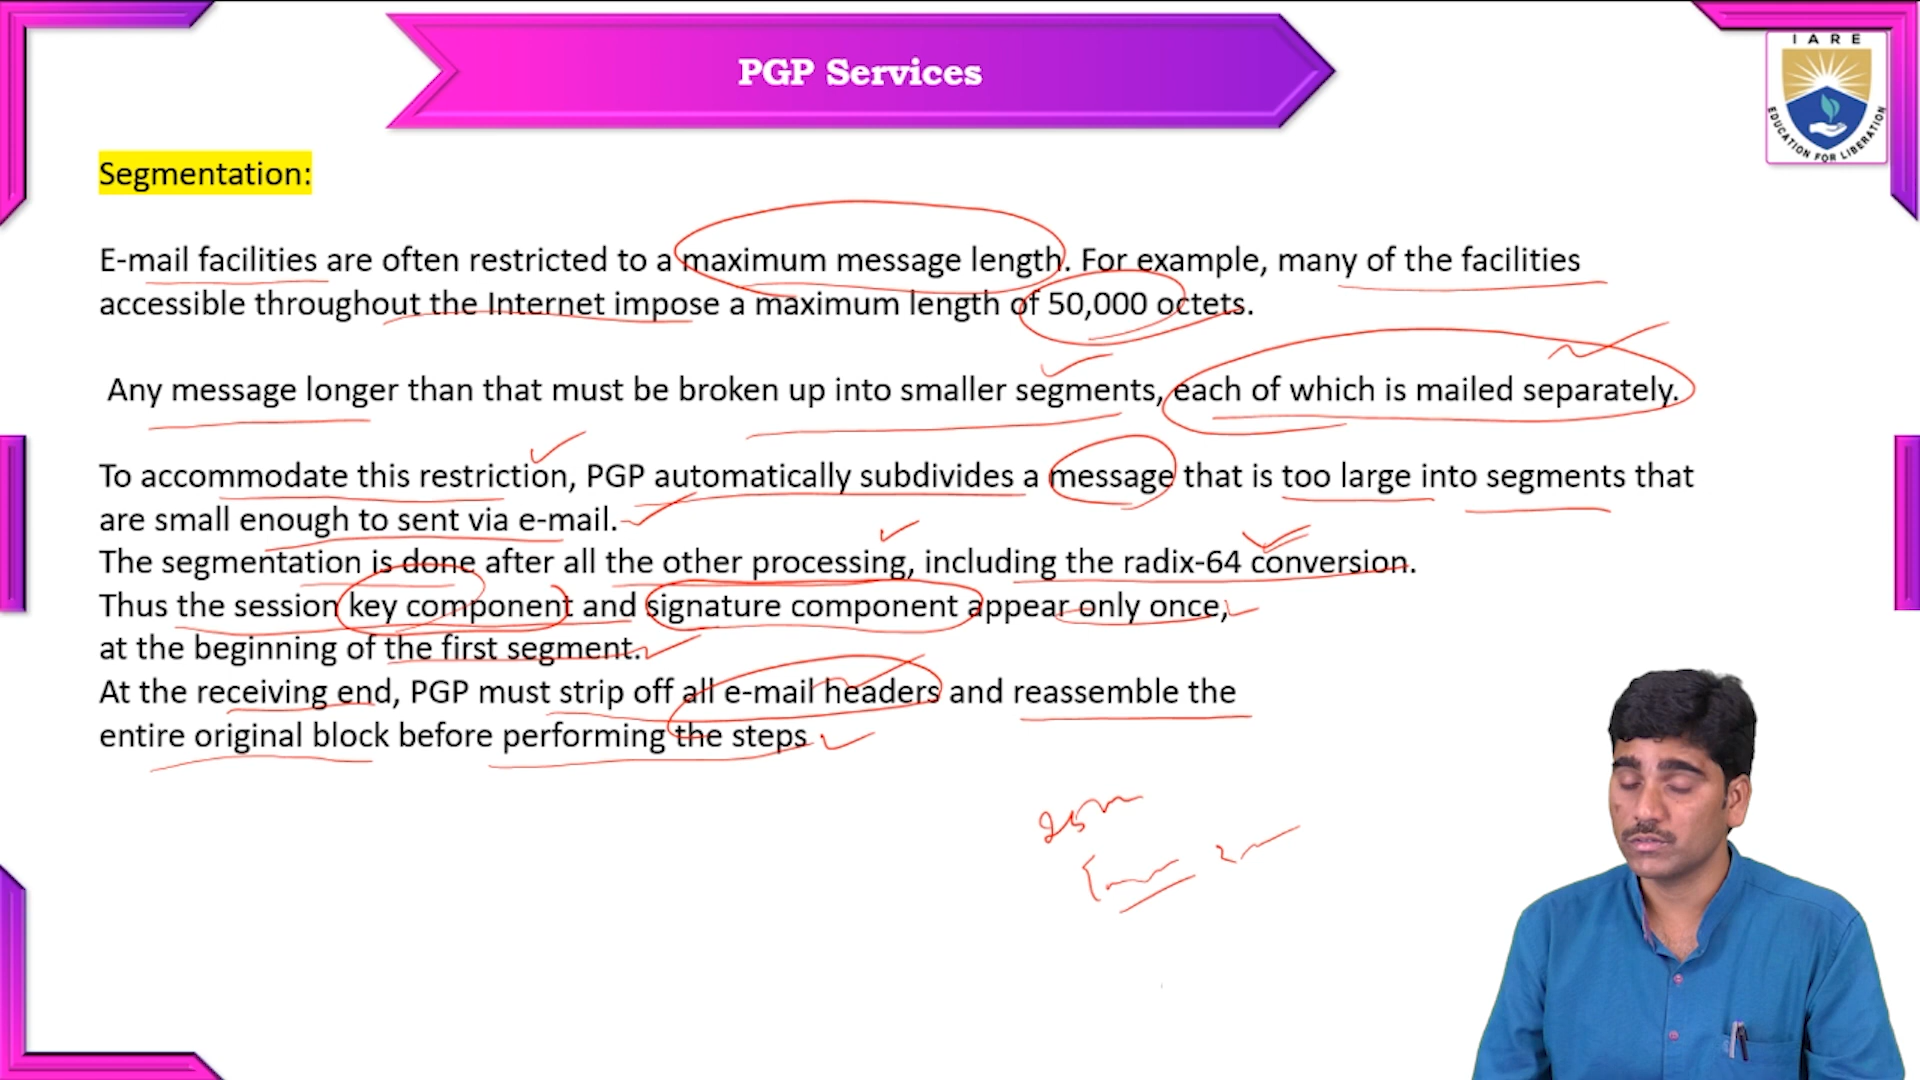 PGP Services
IARE
EDUCATION FOR LIBERATION
Segmentation:
E-mail facilities are often restricted to a maximum message length. For example, many of the facilities
accessible throughout the Internet impose a maximum length of 50,000 octets.
Any message longer than that must be broken up into smaller segments, each of which is mailed separately.
To accommodate this restriction, PGP automatically subdivides a message that is too large into segments that
are small enough to sent via e-mail.
The segmentation is done after all the other processing, including the radix-64 conversion.
Thus the session key component and signature component appear only once,
at the beginning of the first segment.
At the receiving end, PGP must strip off all e-mail headers and reassemble the
entire original block before performing the steps